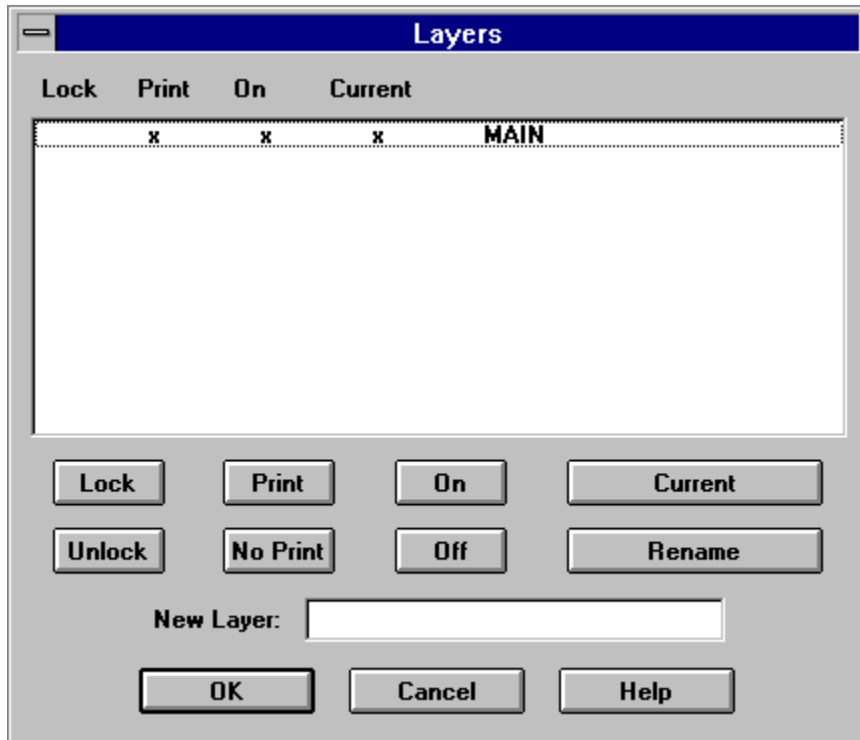 Layers
Lock Print On Current
x x x MAIN
Lock Print On Current
Unlock No Print Off Rename
New Layer:
OK Cancel Help